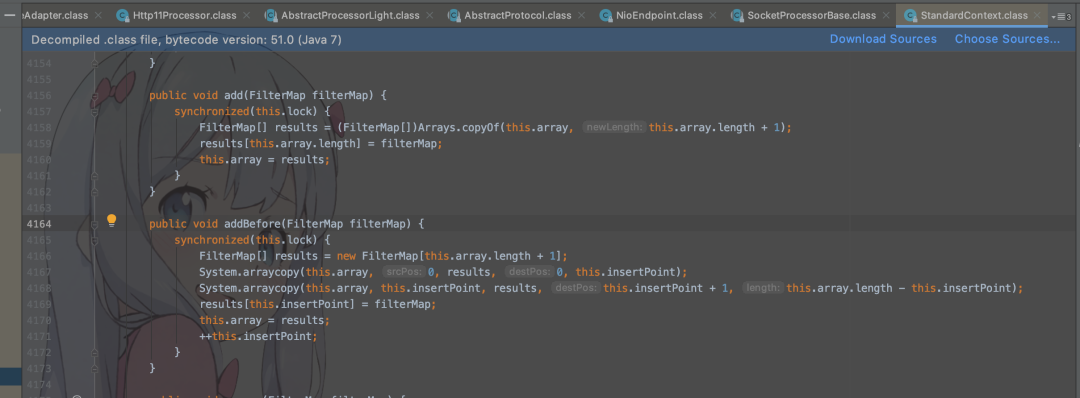 eAdapter.class Http11Processor.class AbstractProcessorLight.class AbstractProtocol.class NioEndpoint.class SocketProcessorBase.class StandardContext.class 3
Decompiled .class file, bytecode version: 51.0 (Java 7) Download Sources Choose Sources...
4154 }
4155
4156 public void add(FilterMap filterMap) {
4157 synchronized(this.lock) {
4158 FilterMap[] results = (FilterMap[])Arrays.copyOf(this.array, newLength: this.array.length + 1);
4159 results[this.array.length] = filterMap;
4160 this.array = results;
4161 }
4162 }
4163
4164 public void addBefore(FilterMap filterMap) {
4165 synchronized(this.lock) {
4166 FilterMap[] results = new FilterMap[this.array.length + 1];
4167 System.arraycopy(this.array, srcPos: 0, results, destPos: 0, this.insertPoint);
4168 System.arraycopy(this.array, this.insertPoint, results, destPos: this.insertPoint + 1, length: this.array.length - this.insertPoint);
4169 results[this.insertPoint] = filterMap;
4170 this.array = results;
4171 ++this.insertPoint;
4172 }
4173 }
4174